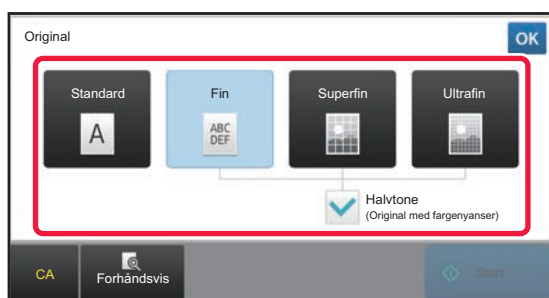 Original
OK
Standard
Fin
Superfin
Ultrafin
A
ABC
DEF
Halvtone
(Original med fargenyanser)
CA
Forhåndsvis
Start